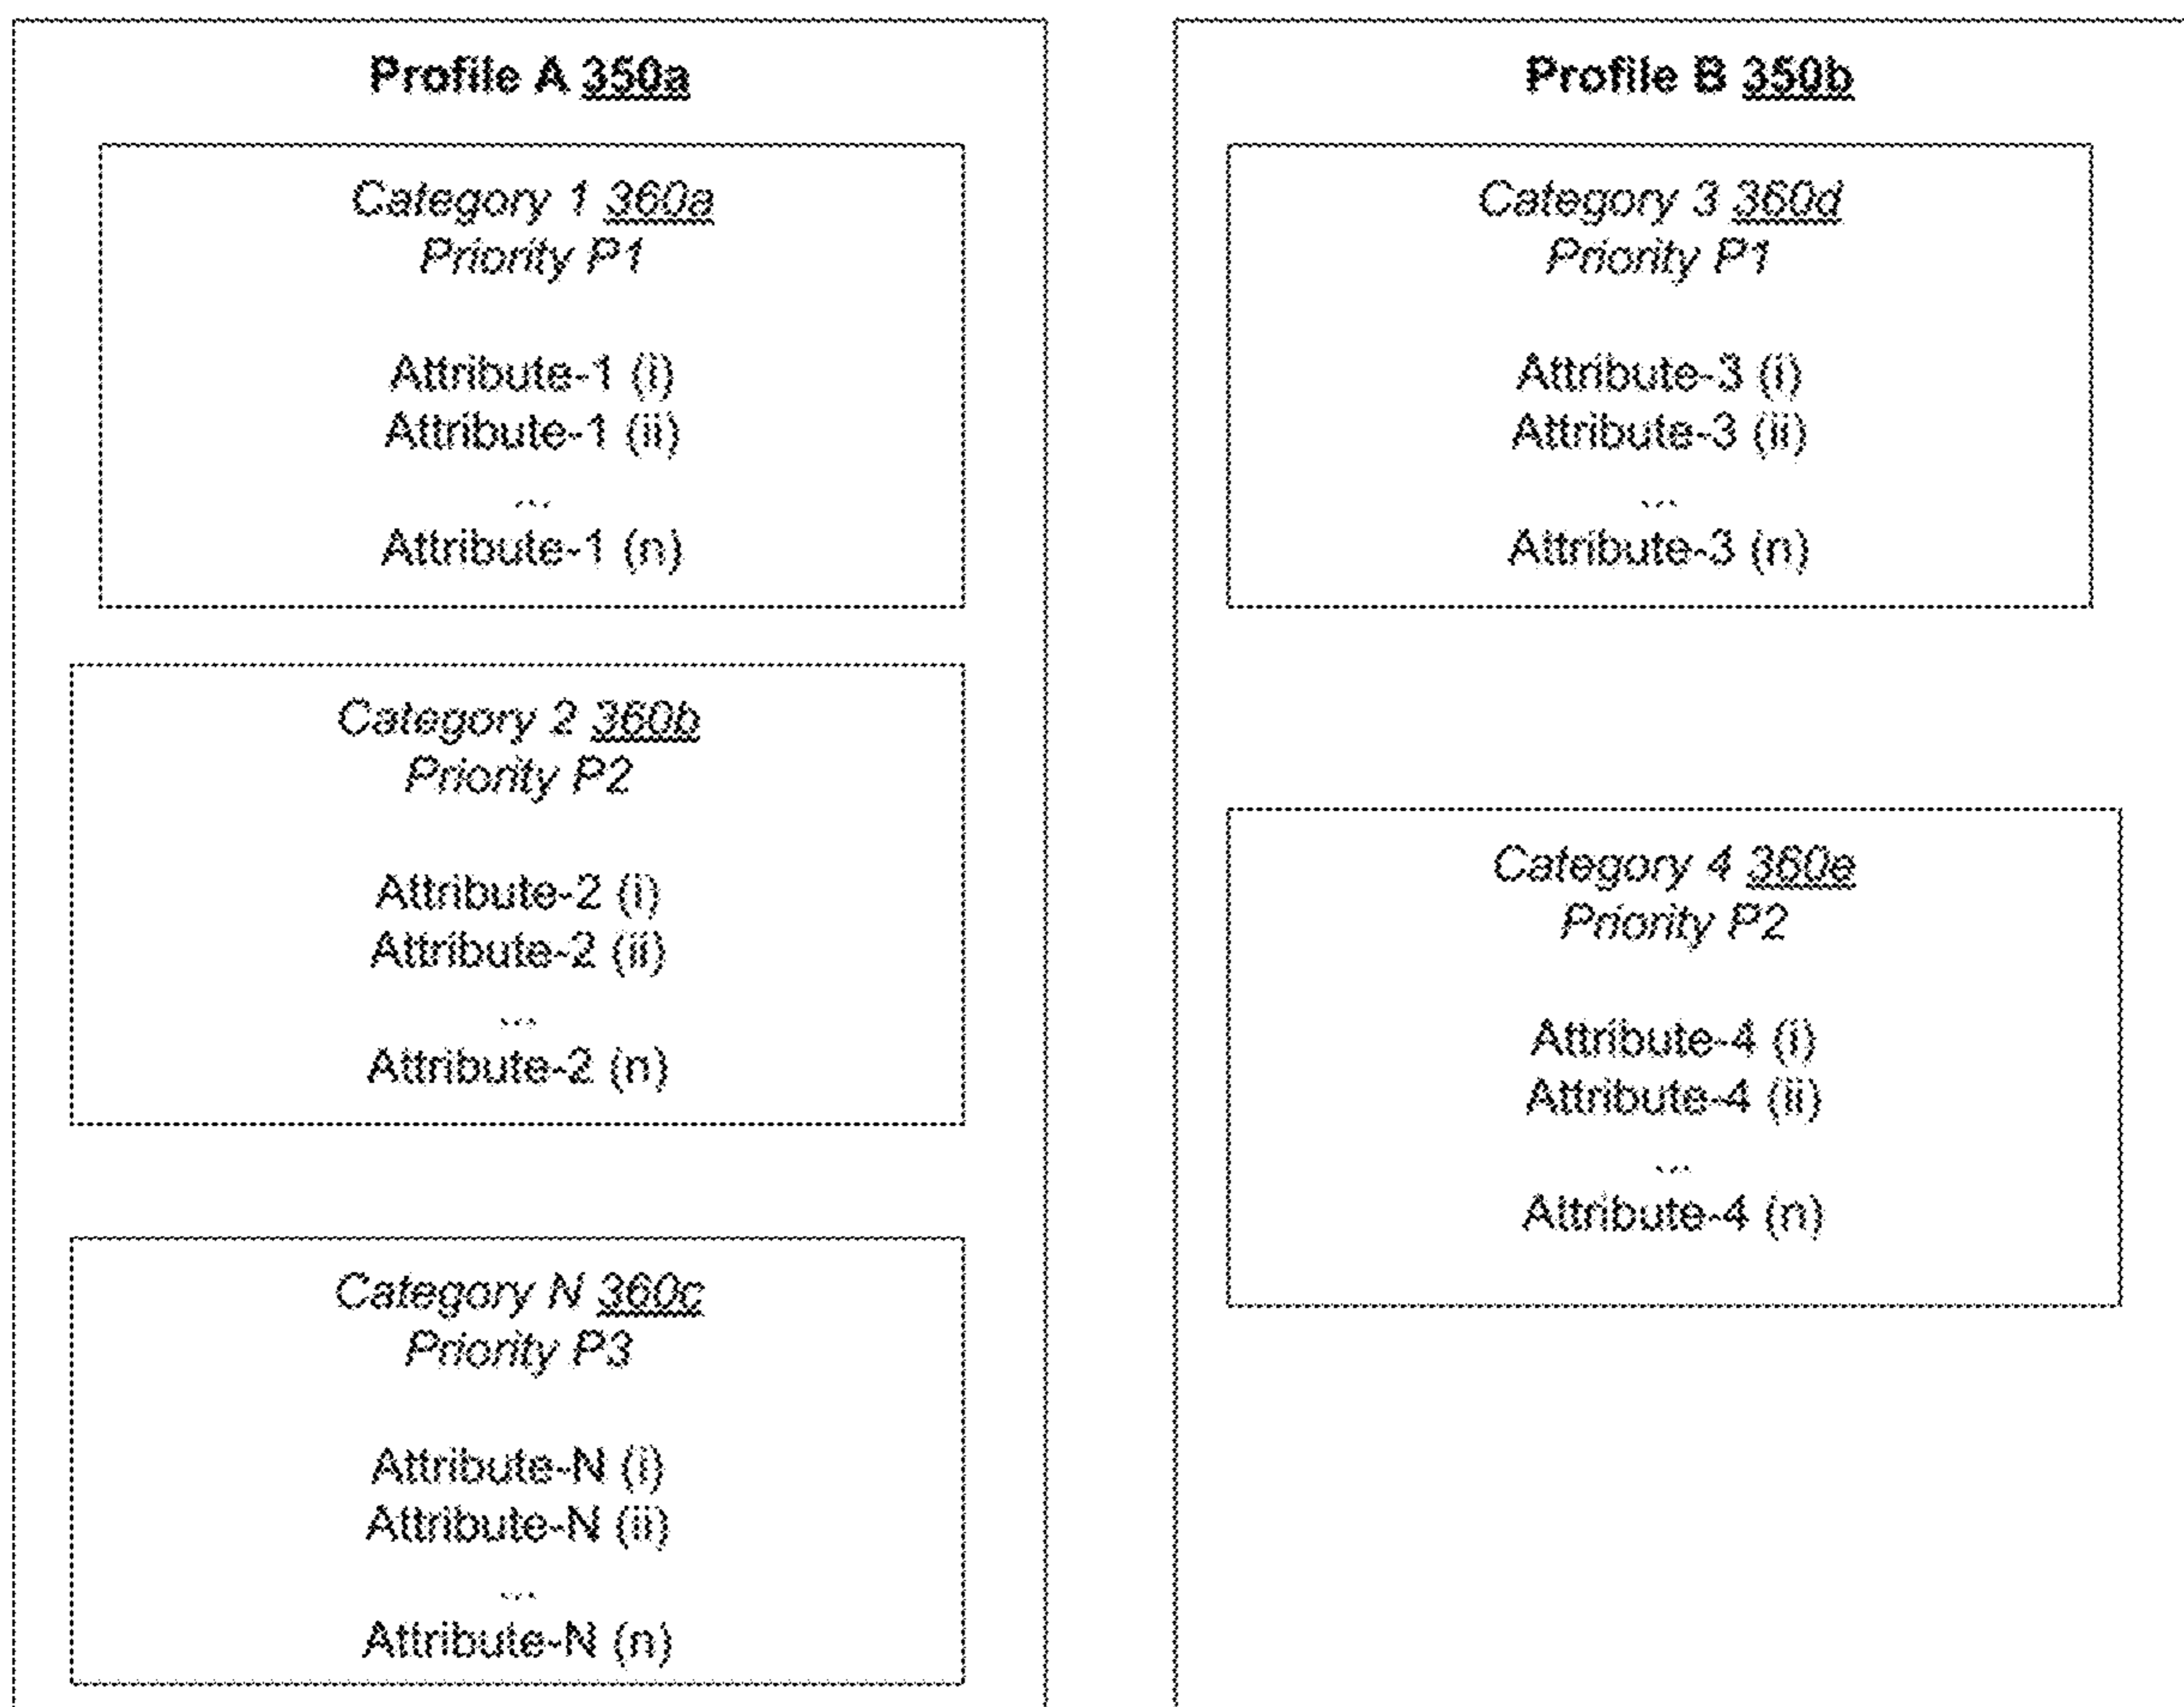 Profile A 350a
Category 1 360a
Priority P1
Attribute-1 (i)
Attribute-1 (ii)
...
Attribute-1 (n)
Category 2 360b
Priority P2
Attribute-2 (i)
Attribute-2 (ii)
...
Attribute-2 (n)
Category N 360c
Priority P3
Attribute-N (i)
Attribute-N (ii)
...
Attribute-N (n)
Profile B 350b
Category 3 360d
Priority P1
Attribute-3 (i)
Attribute-3 (ii)
...
Attribute-3 (n)
Category 4 360e
Priority P2
Attribute-4 (i)
Attribute-4 (ii)
...
Attribute-4 (n)